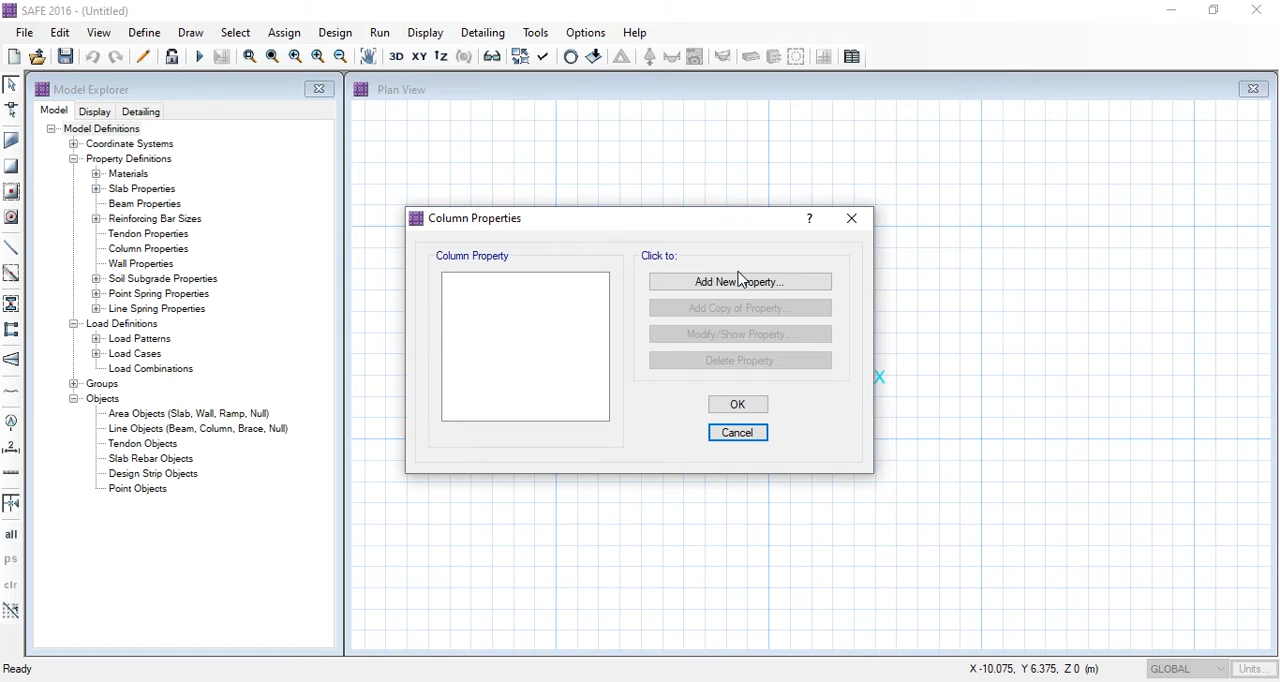 SAFE 2016 - (Untitled)
File Edit View Define Draw Select Assign Design Run Display Detailing Tools Options Help
3D XY
Model Explorer
Plan View
Model Display Detailing
Model Definitions
Coordinate Systems
Property Definitions
Materials
Slab Properties
Beam Properties
Reinforcing Bar Sizes
Tendon Properties
Column Properties
Wall Properties
Soil Subgrade Properties
Point Spring Properties
Line Spring Properties
Load Definitions
Load Patterns
Load Cases
Load Combinations
Groups
Objects
Area Objects (Slab, Wall, Ramp, Null)
Line Objects (Beam, Column, Brace, Null)
Tendon Objects
Slab Rebar Objects
Design Strip Objects
Point Objects
all
ps
clr
Column Properties
?
Column Property
Click to:
Add New Property...
Add Copy of Property...
Modify/Show Property...
Delete Property
OK
Cancel
X
Ready
X -10.075, Y 6.375, Z 0 (m)
GLOBAL
Units...